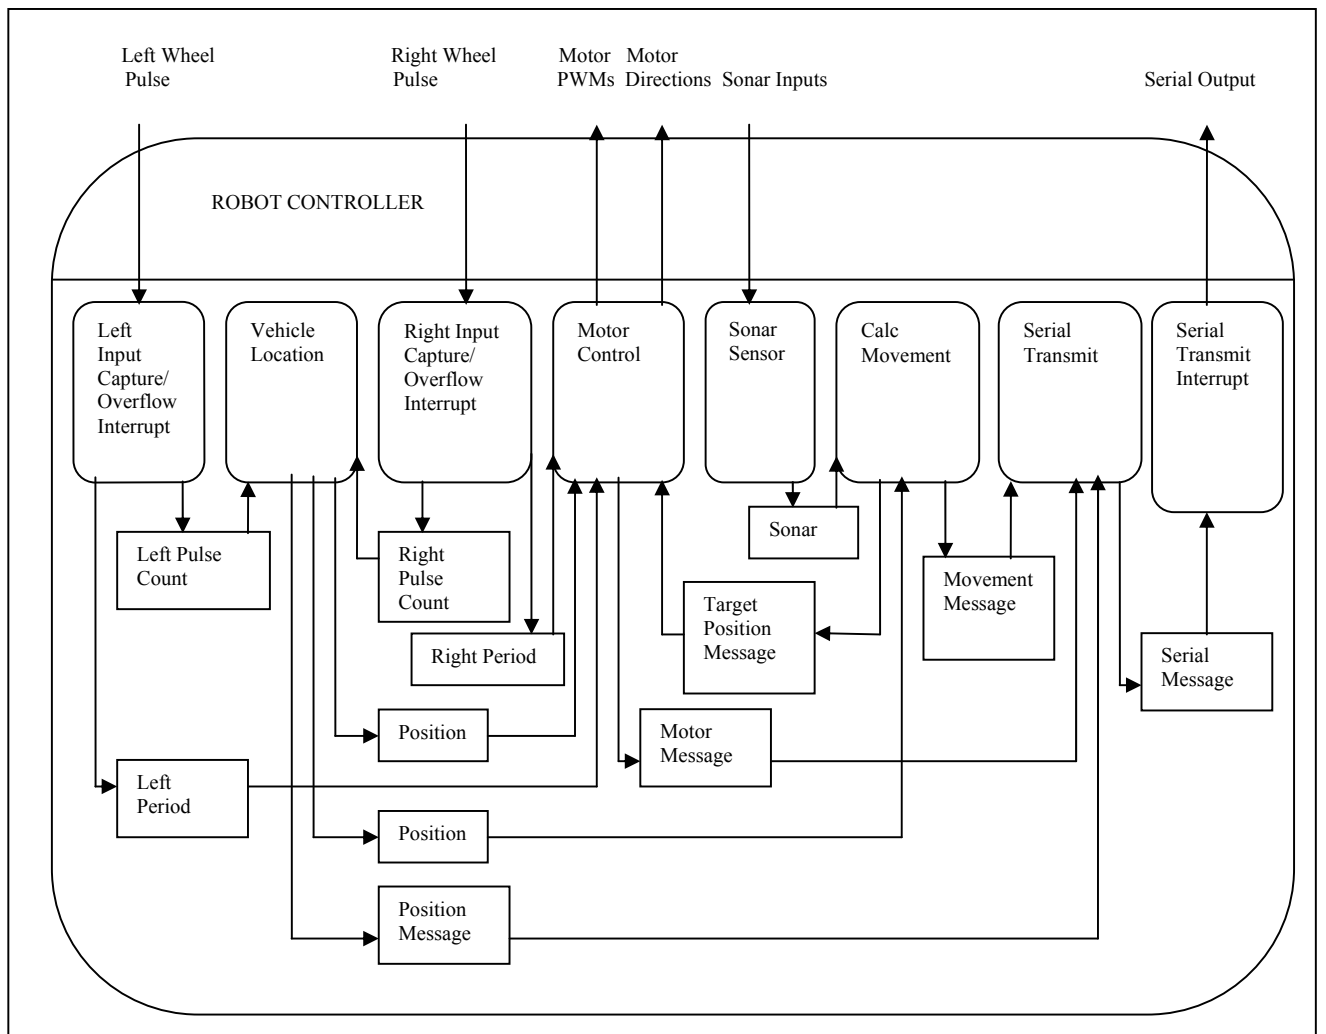 Left Wheel
Pulse
Right Wheel
Pulse
Motor
PWMs
Motor
Directions
Sonar Inputs
Serial Output
ROBOT CONTROLLER
Left
Input
Capture/
Overflow
Interrupt
Vehicle
Location
Right Input
Capture/
Overflow
Interrupt
Motor
Control
Sonar
Sensor
Calc
Movement
Serial
Transmit
Serial
Transmit
Interrupt
Left Pulse
Count
Right
Pulse
Count
Sonar
Movement
Message
Target
Position
Message
Right Period
Serial
Message
Position
Motor
Message
Left
Period
Position
Position
Message